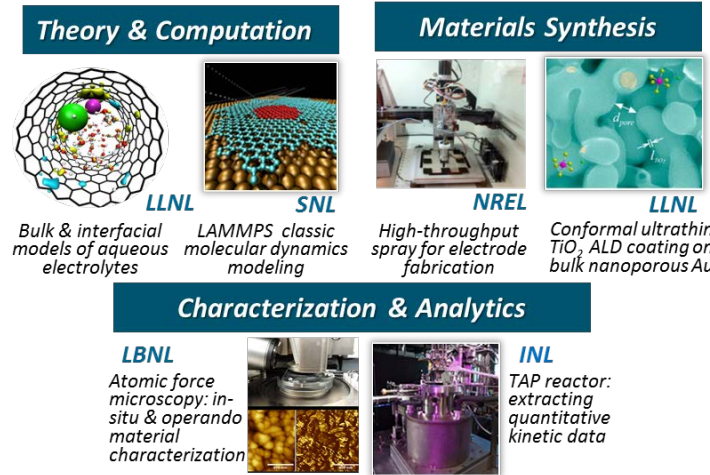 Theory & Computation
Materials Synthesis
LLNL
SNL
NREL
LLNL
Bulk & interfacial
models of aqueous
electrolytes
LAMMPS classic
molecular dynamics
modeling
High-throughput
spray for electrode
fabrication
Conformal ultrathin
TiO₂ ALD coating on
bulk nanoporous Au
d pore
l poy
Characterization & Analytics
LBNL
Atomic force
microscopy: in-
situ & operando
material
characterization
INL
TAP reactor:
extracting
quantitative
kinetic data